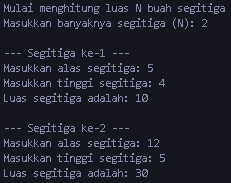 Mulai menghitung luas N buah segitiga
Masukkan banyaknya segitiga (N): 2
--- Segitiga ke-1 ---
Masukkan alas segitiga: 5
Masukkan tinggi segitiga: 4
Luas segitiga adalah: 10
--- Segitiga ke-2 ---
Masukkan alas segitiga: 12
Masukkan tinggi segitiga: 5
Luas segitiga adalah: 30